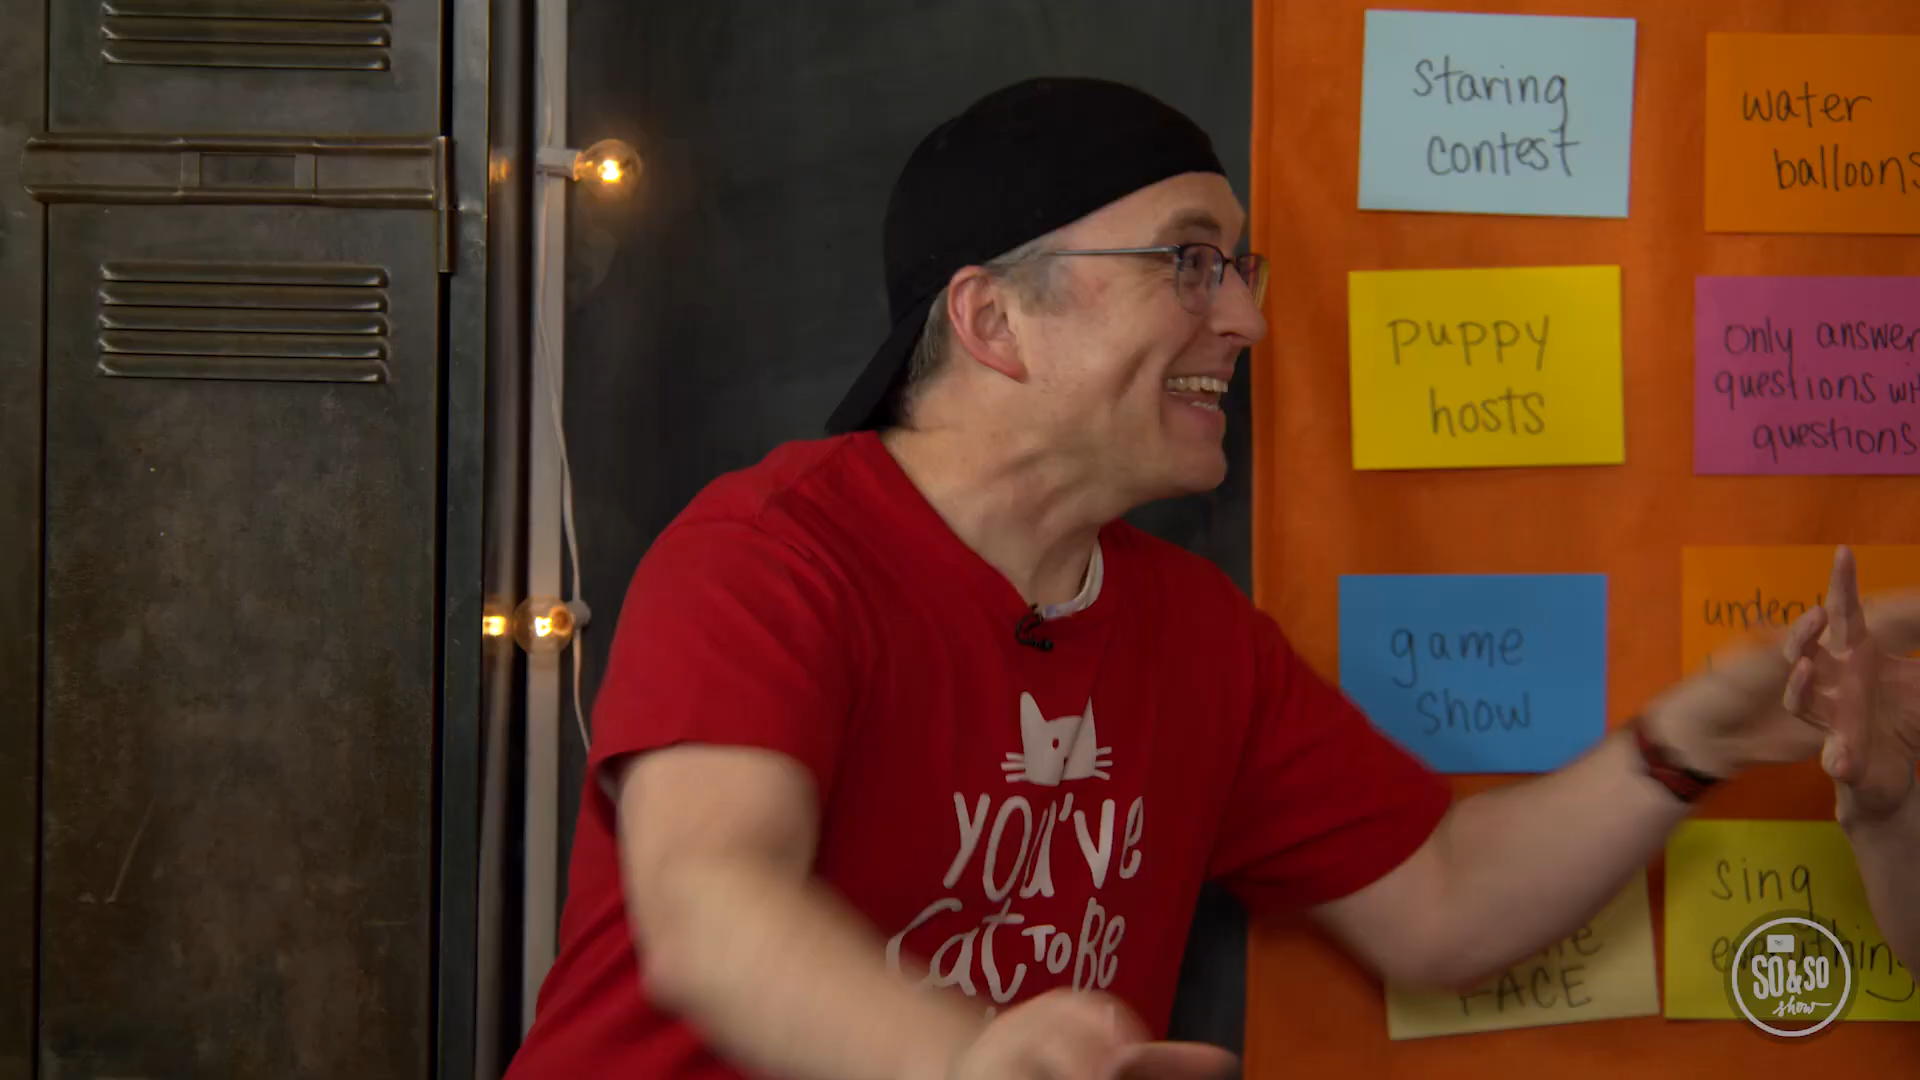 staring
contest
water
balloons
puppy
hosts
only answer
questions
questions
game
show
sing
FACE
YOU'VE
Cat TO BE
SO & SO
show